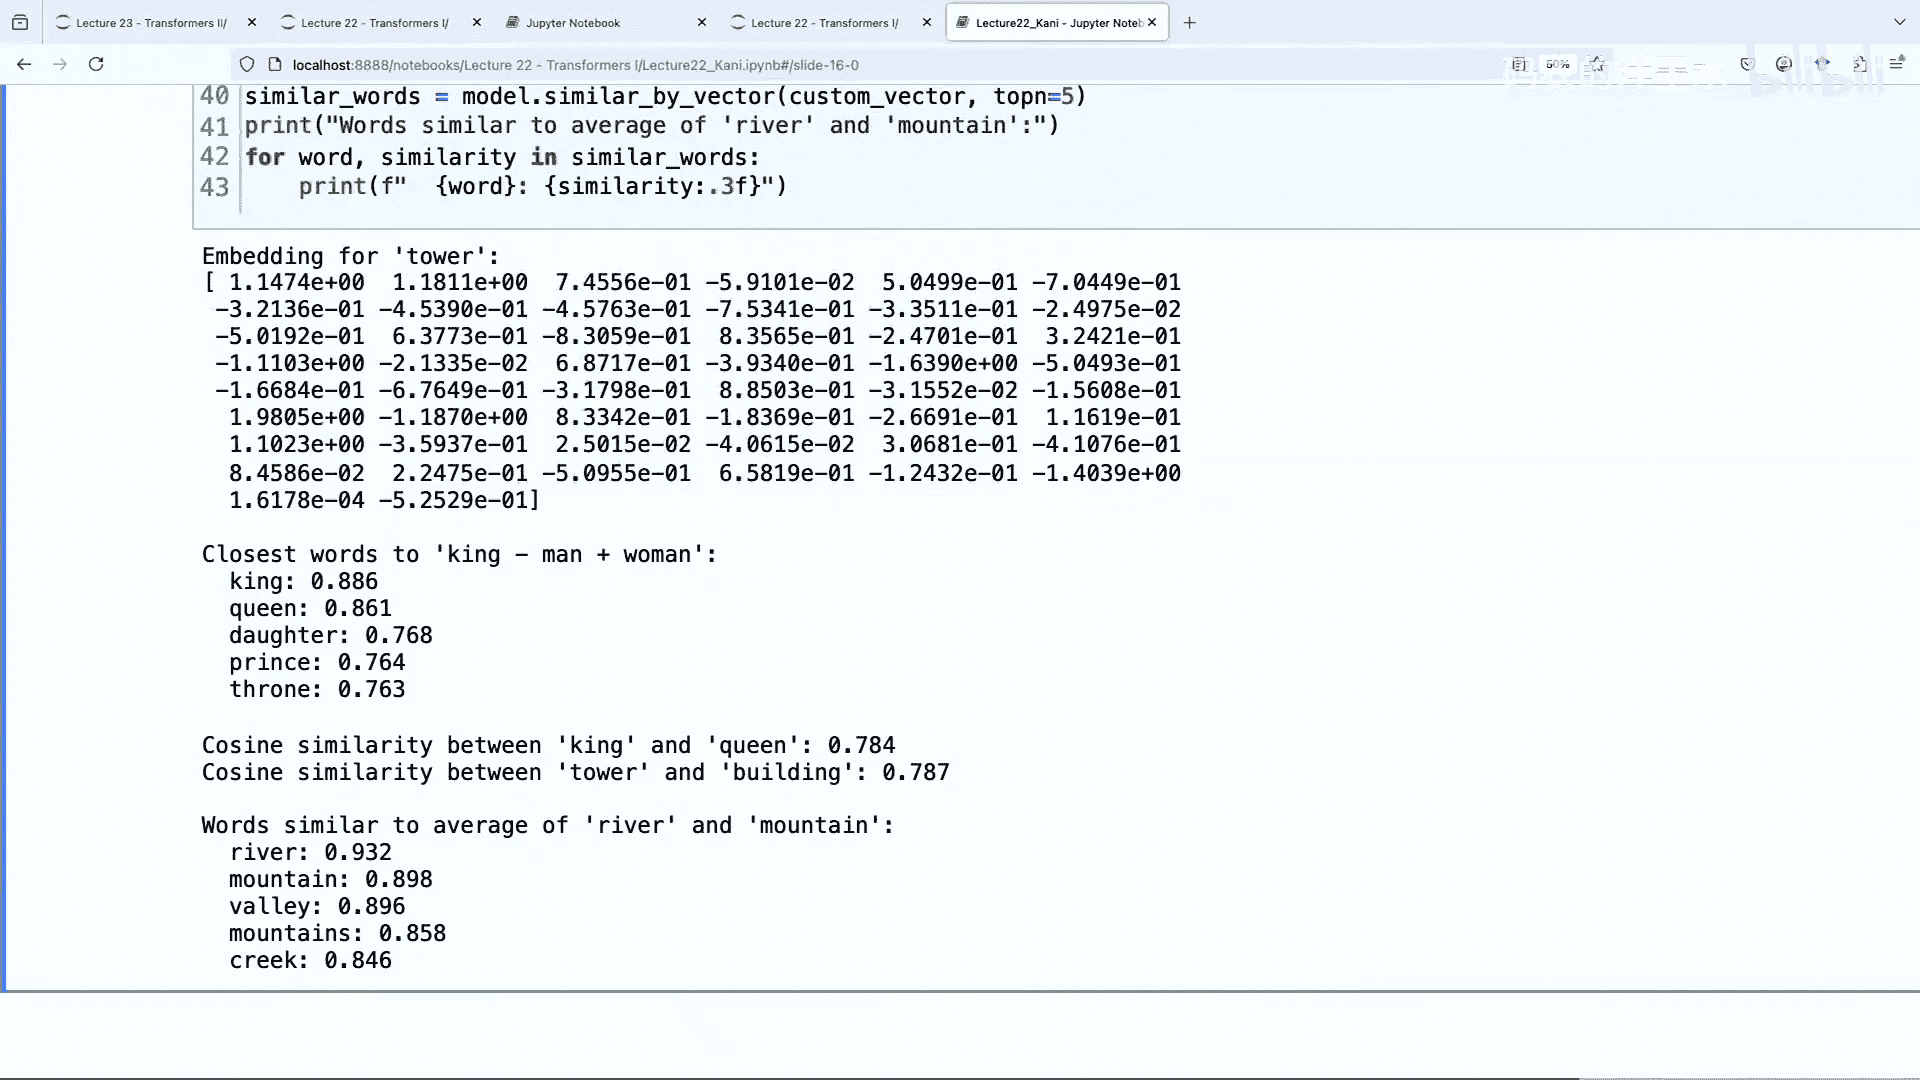 Lecture 23 - Transformers II/
Lecture 22 - Transformers I/
Jupyter Notebook
Lecture 22 - Transformers I/
Lecture22_Kani - Jupyter Noteb
localhost:8888/notebooks/Lecture 22 - Transformers I/Lecture22_Kani.ipynb#/slide-16-0
50%
bilibili
40 similar_words = model.similar_by_vector(custom_vector, topn=5)
41 print("Words similar to average of 'river' and 'mountain':")
42 for word, similarity in similar_words:
43     print(f"  {word}: {similarity:.3f}")
Embedding for 'tower':
[ 1.1474e+00  1.1811e+00  7.4556e-01 -5.9101e-02  5.0499e-01 -7.0449e-01
-3.2136e-01 -4.5390e-01 -4.5763e-01 -7.5341e-01 -3.3511e-01 -2.4975e-02
-5.0192e-01  6.3773e-01 -8.3059e-01  8.3565e-01 -2.4701e-01  3.2421e-01
-1.1103e+00 -2.1335e-02  6.8717e-01 -3.9340e-01 -1.6390e+00 -5.0493e-01
-1.6684e-01 -6.7649e-01 -3.1798e-01  8.8503e-01 -3.1552e-02 -1.5608e-01
1.9805e+00 -1.1870e+00  8.3342e-01 -1.8369e-01 -2.6691e-01  1.1619e-01
1.1023e+00 -3.5937e-01  2.5015e-02 -4.0615e-02  3.0681e-01 -4.1076e-01
8.4586e-02  2.2475e-01 -5.0955e-01  6.5819e-01 -1.2432e-01 -1.4039e+00
1.6178e-04 -5.2529e-01]
Closest words to 'king - man + woman':
king: 0.886
queen: 0.861
daughter: 0.768
prince: 0.764
throne: 0.763
Cosine similarity between 'king' and 'queen': 0.784
Cosine similarity between 'tower' and 'building': 0.787
Words similar to average of 'river' and 'mountain':
river: 0.932
mountain: 0.898
valley: 0.896
mountains: 0.858
creek: 0.846